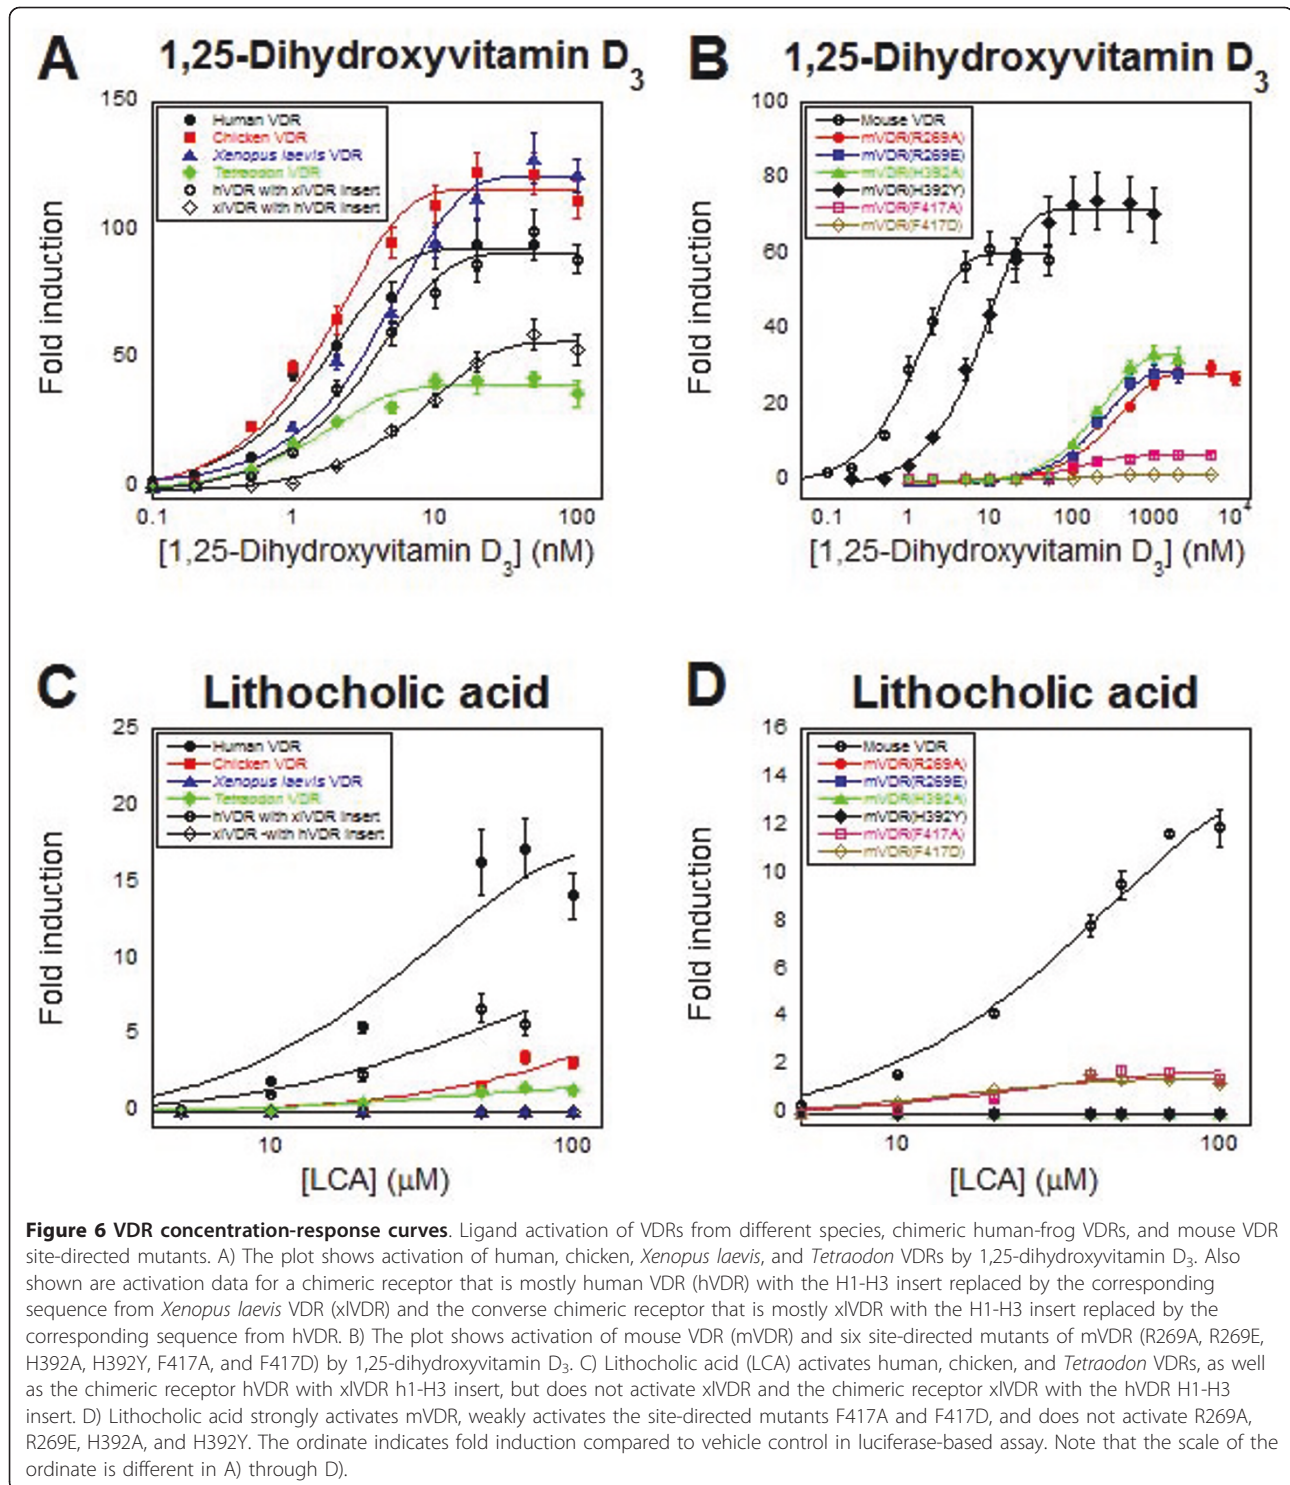 A
1,25-Dihydroxyvitamin D3
150
100
50
0
Fold induction
Human VDR
Chicken VDR
Xenopus laevis VDR
Tetraodon VDR
hVDR with xlVDR Insert
xlVDR with hVDR Insert
0.1 1 10 100
[1,25-Dihydroxyvitamin D3] (nM)
B
1,25-Dihydroxyvitamin D3
100
80
60
40
20
0
Fold induction
Mouse VDR
mVDR(R269A)
mVDR(R269E)
mVDR(H392A)
mVDR(H392Y)
mVDR(F417A)
mVDR(F417D)
0.1 1 10 100 1000 10^4
[1,25-Dihydroxyvitamin D3] (nM)
C
Lithocholic acid
25
20
15
10
5
0
Fold induction
Human VDR
Chicken VDR
Xenopus laevis VDR
Tetraodon VDR
hVDR with xlVDR Insert
xlVDR -with hVDR Insert
10 100
[LCA] (μM)
D
Lithocholic acid
16
14
12
10
8
6
4
2
0
Fold induction
Mouse VDR
mVDR(R269A)
mVDR(R269E)
mVDR(H392A)
mVDR(H392Y)
mVDR(F417A)
mVDR(F417D)
10 100
[LCA] (μM)
Figure 6 VDR concentration-response curves. Ligand activation of VDRs from different species, chimeric human-frog VDRs, and mouse VDR
site-directed mutants. A) The plot shows activation of human, chicken, Xenopus laevis, and Tetraodon VDRs by 1,25-dihydroxyvitamin D3. Also
shown are activation data for a chimeric receptor that is mostly human VDR (hVDR) with the H1-H3 insert replaced by the corresponding
sequence from Xenopus laevis VDR (xlVDR) and the converse chimeric receptor that is mostly xlVDR with the H1-H3 insert replaced by the
corresponding sequence from hVDR. B) The plot shows activation of mouse VDR (mVDR) and six site-directed mutants of mVDR (R269A, R269E,
H392A, H392Y, F417A, and F417D) by 1,25-dihydroxyvitamin D3. C) Lithocholic acid (LCA) activates human, chicken, and Tetraodon VDRs, as well
as the chimeric receptor hVDR with xlVDR h1-H3 insert, but does not activate xlVDR and the chimeric receptor xlVDR with the hVDR H1-H3
insert. D) Lithocholic acid strongly activates mVDR, weakly activates the site-directed mutants F417A and F417D, and does not activate R269A,
R269E, H392A, and H392Y. The ordinate indicates fold induction compared to vehicle control in luciferase-based assay. Note that the scale of the
ordinate is different in A) through D).